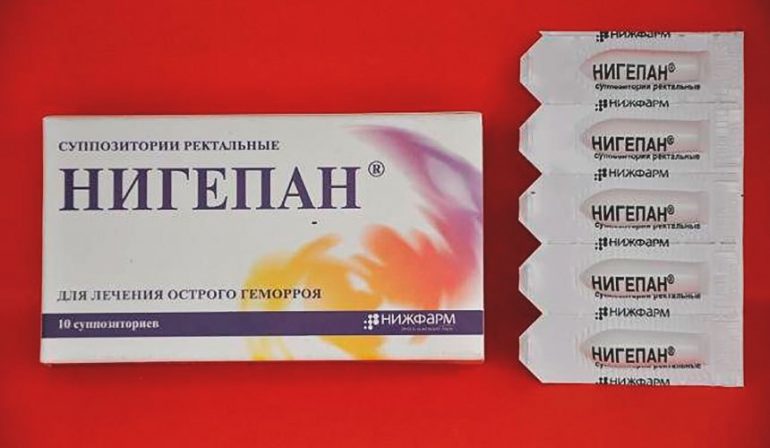 СУППОЗИТОРИИ РЕКТАЛЬНЫЕ
НИГЕПАН®
ДЛЯ ЛЕЧЕНИЯ ОСТРОГО ГЕМОРРОЯ
10 суппозиториев
НИЖФАРМ
НИЖФАРМ
НИГЕПАН®
суппозитории ректальные
НИЖФАРМ
НИГЕПАН®
суппозитории ректальные
НИЖФАРМ
НИГЕПАН®
суппозитории ректальные
НИЖФАРМ
НИГЕПАН®
суппозитории ректальные
НИЖФАРМ
НИГЕПАН®
суппозитории ректальные
НИЖФАРМ